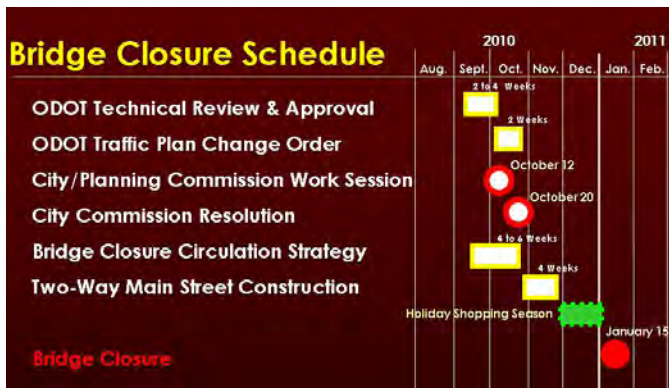 Bridge Closure Schedule
2010 2011
Aug. Sept. Oct. Nov. Dec. Jan. Feb.
2 to 4 Weeks
ODOT Technical Review & Approval
2 Weeks
ODOT Traffic Plan Change Order
October 12
City/Planning Commission Work Session
October 20
City Commission Resolution
4 to 6 Weeks
Bridge Closure Circulation Strategy
4 Weeks
Two-Way Main Street Construction
Holiday Shopping Season
January 15
Bridge Closure